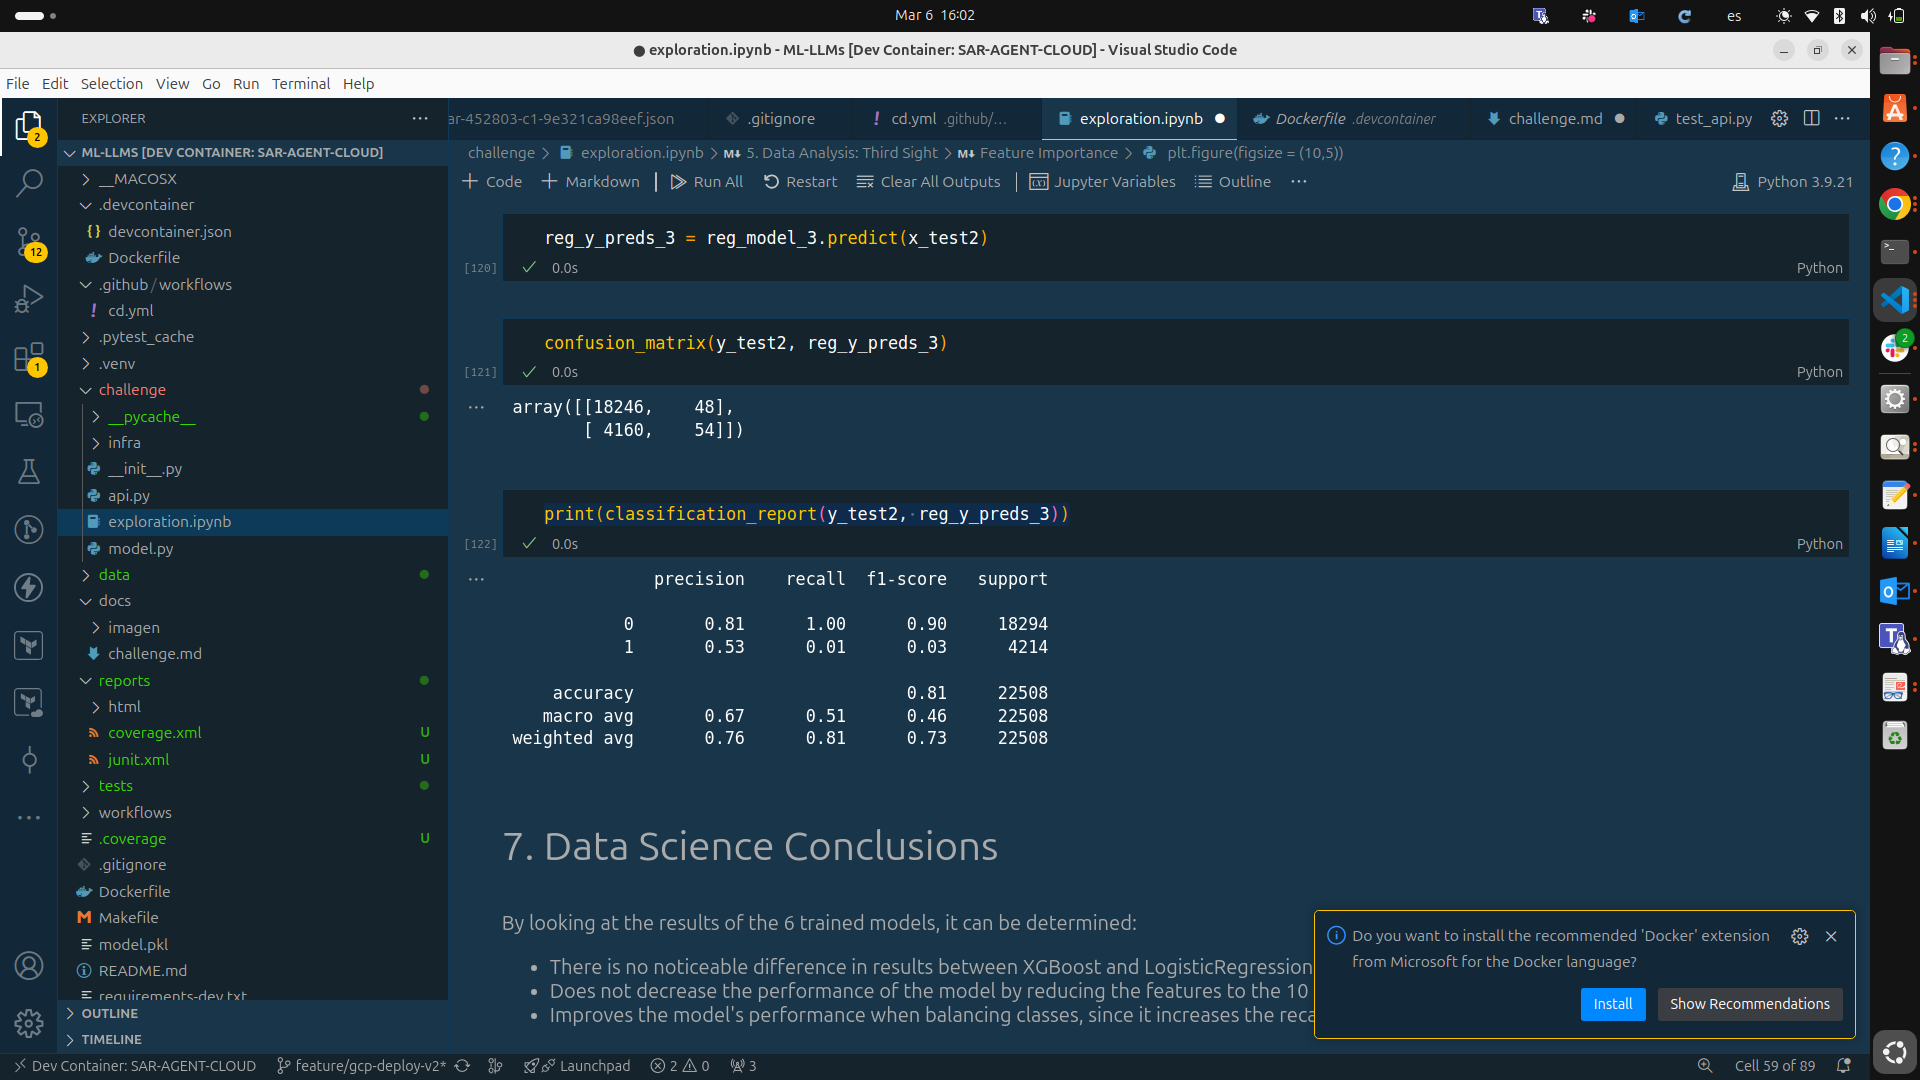 Mar 6 16:02
es
● exploration.ipynb - ML-LLMs [Dev Container: SAR-AGENT-CLOUD] - Visual Studio Code
File Edit Selection View Go Run Terminal Help
2
12
1
EXPLORER
ML-LLMS [DEV CONTAINER: SAR-AGENT-CLOUD]
__MACOSX
.devcontainer
devcontainer.json
Dockerfile
.github/workflows
cd.yml
.pytest_cache
.venv
challenge
__pycache__
infra
__init__.py
api.py
exploration.ipynb
model.py
data
docs
imagen
challenge.md
reports
html
coverage.xml U
junit.xml U
tests
workflows
.coverage U
.gitignore
Dockerfile
Makefile
model.pkl
README.md
requirements-dev.txt
OUTLINE
TIMELINE
ar-452803-c1-9e321ca98eef.json .gitignore cd.yml .github/... exploration.ipynb Dockerfile .devcontainer challenge.md test_api.py
challenge > exploration.ipynb > M↓ 5. Data Analysis: Third Sight > M↓ Feature Importance > plt.figure(figsize = (10,5))
+ Code + Markdown | Run All Restart Clear All Outputs | Jupyter Variables Outline ... Python 3.9.21
reg_y_preds_3 = reg_model_3.predict(x_test2)
[120] ✓ 0.0s Python
confusion_matrix(y_test2, reg_y_preds_3)
[121] ✓ 0.0s Python
array([[18246,    48],
       [ 4160,    54]])
print(classification_report(y_test2, reg_y_preds_3))
[122] ✓ 0.0s Python
precision recall f1-score support
0 0.81 1.00 0.90 18294
1 0.53 0.01 0.03 4214
accuracy 0.81 22508
macro avg 0.67 0.51 0.46 22508
weighted avg 0.76 0.81 0.73 22508
7. Data Science Conclusions
By looking at the results of the 6 trained models, it can be determined:
• There is no noticeable difference in results between XGBoost and LogisticRegression
• Does not decrease the performance of the model by reducing the features to the 10
• Improves the model's performance when balancing classes, since it increases the reca
Do you want to install the recommended 'Docker' extension
from Microsoft for the Docker language?
Install Show Recommendations
Dev Container: SAR-AGENT-CLOUD feature/gcp-deploy-v2* Launchpad 2 0 3 Cell 59 of 89
2